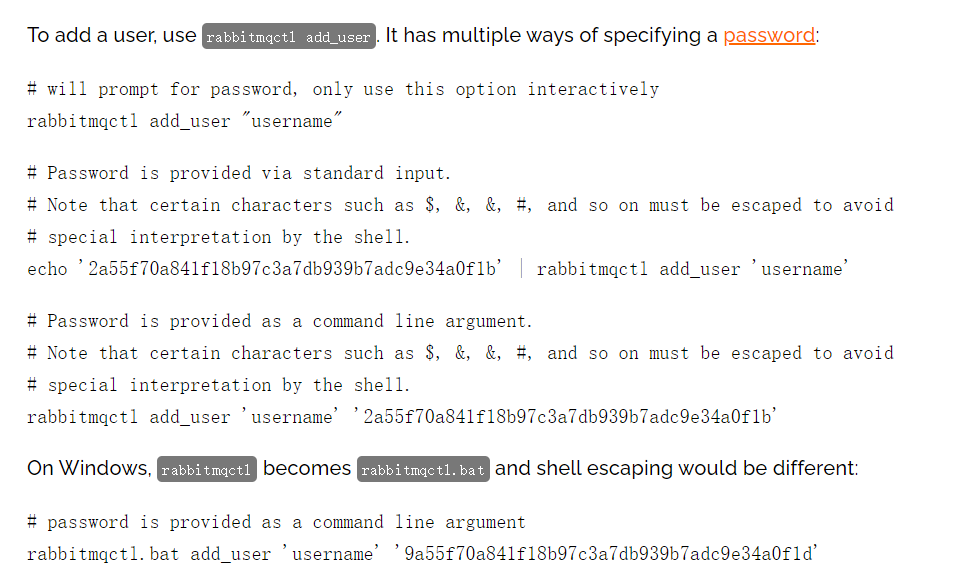 To add a user, use rabbitmqctl add_user. It has multiple ways of specifying a password:
# will prompt for password, only use this option interactively
rabbitmqctl add_user "username"
# Password is provided via standard input.
# Note that certain characters such as $, &, &, #, and so on must be escaped to avoid
# special interpretation by the shell.
echo '2a55f70a841f18b97c3a7db939b7adc9e34a0f1b' | rabbitmqctl add_user 'username'
# Password is provided as a command line argument.
# Note that certain characters such as $, &, &, #, and so on must be escaped to avoid
# special interpretation by the shell.
rabbitmqctl add_user 'username' '2a55f70a841f18b97c3a7db939b7adc9e34a0f1b'
On Windows, rabbitmqctl becomes rabbitmqctl.bat and shell escaping would be different:
# password is provided as a command line argument
rabbitmqctl.bat add_user 'username' '9a55f70a841f18b97c3a7db939b7adc9e34a0f1d'